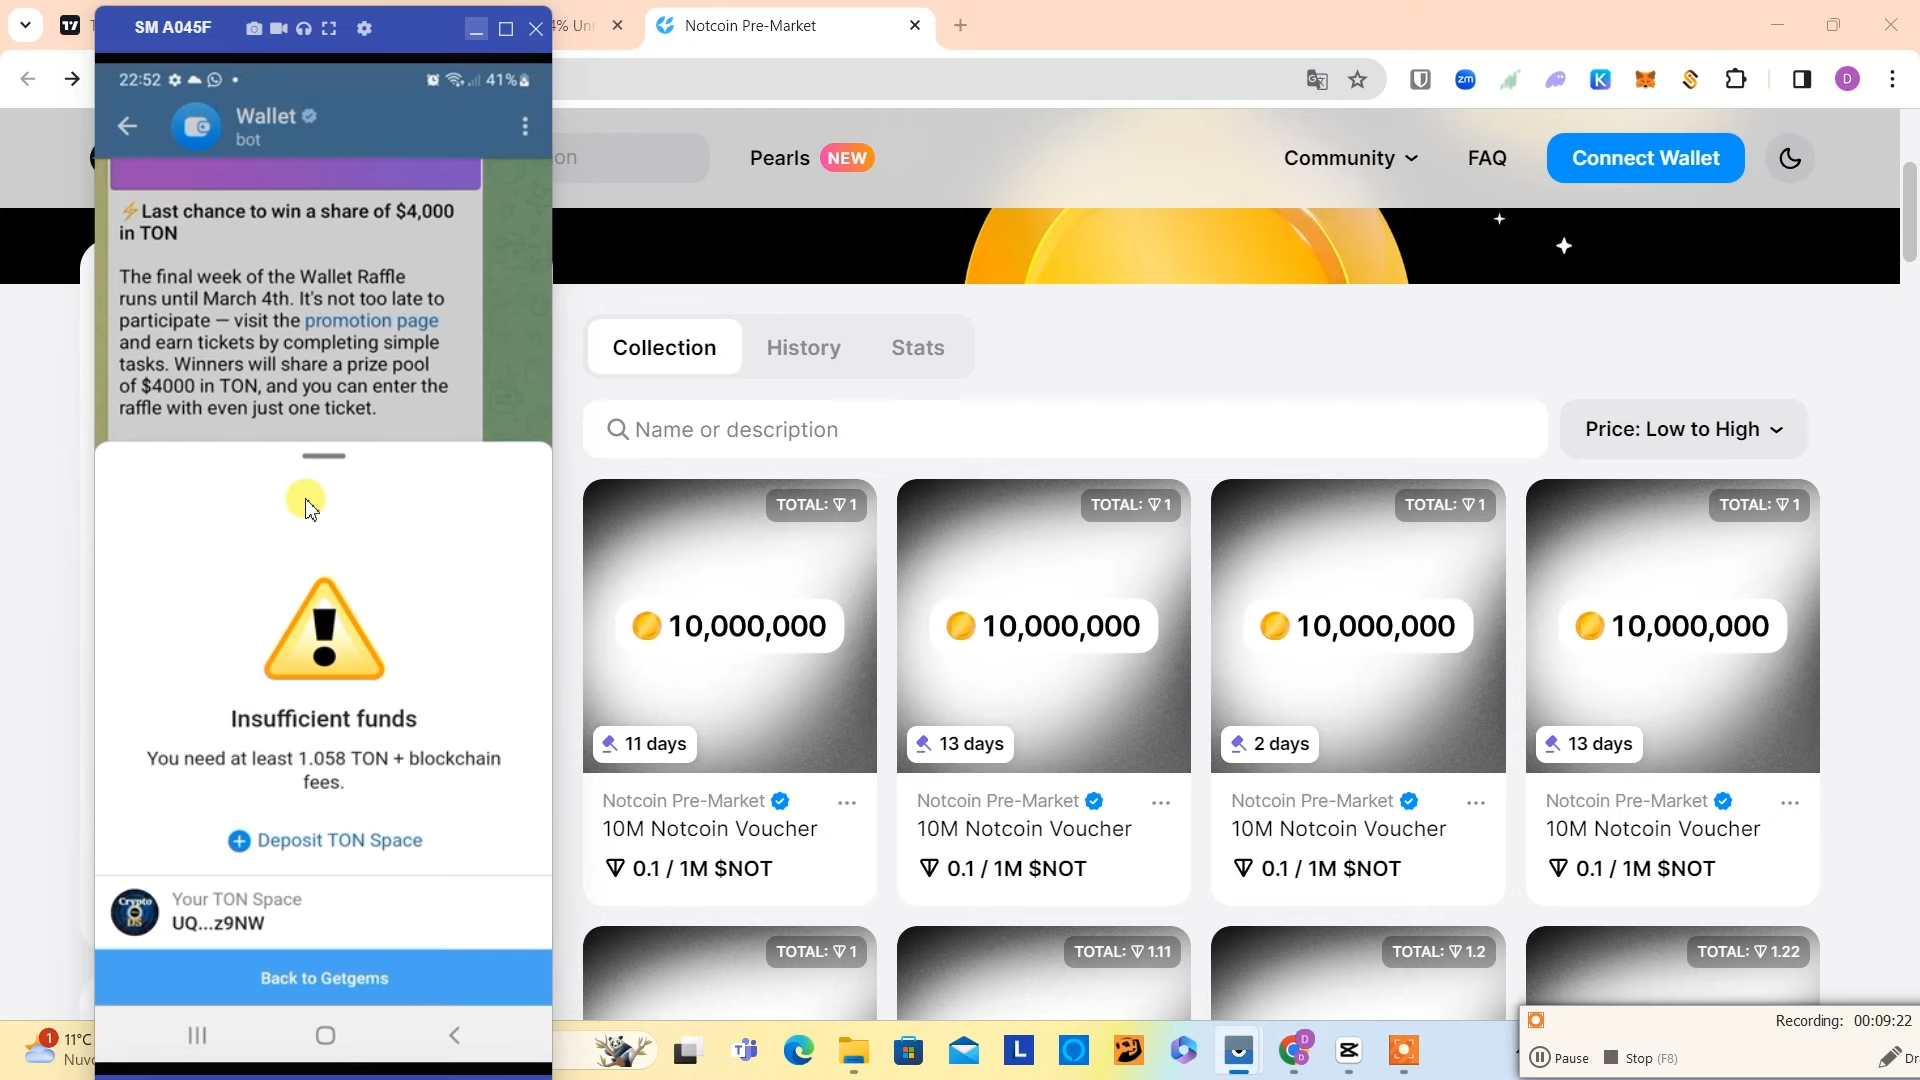 SM A045F
4% Un
Notcoin Pre-Market
22:52
41%
Wallet
bot
on
Pearls
NEW
Community
FAQ
Connect Wallet
⚡Last chance to win a share of $4,000
in TON
The final week of the Wallet Raffle
runs until March 4th. It's not too late to
participate — visit the promotion page
and earn tickets by completing simple
tasks. Winners will share a prize pool
of $4000 in TON, and you can enter the
raffle with even just one ticket.
Insufficient funds
You need at least 1.058 TON + blockchain
fees.
Deposit TON Space
Your TON Space
UQ...z9NW
Back to Getgems
Collection
History
Stats
Name or description
Price: Low to High
TOTAL: 1
TOTAL: 1
TOTAL: 1
TOTAL: 1
10,000,000
10,000,000
10,000,000
10,000,000
11 days
13 days
2 days
13 days
Notcoin Pre-Market
Notcoin Pre-Market
Notcoin Pre-Market
Notcoin Pre-Market
10M Notcoin Voucher
10M Notcoin Voucher
10M Notcoin Voucher
10M Notcoin Voucher
0.1 / 1M $NOT
0.1 / 1M $NOT
0.1 / 1M $NOT
0.1 / 1M $NOT
TOTAL: 1
TOTAL: 1.11
TOTAL: 1.2
TOTAL: 1.22
1
11°C
Nuvo
Recording: 00:09:22
Pause
Stop (F8)
Dr
zm
K
D
L